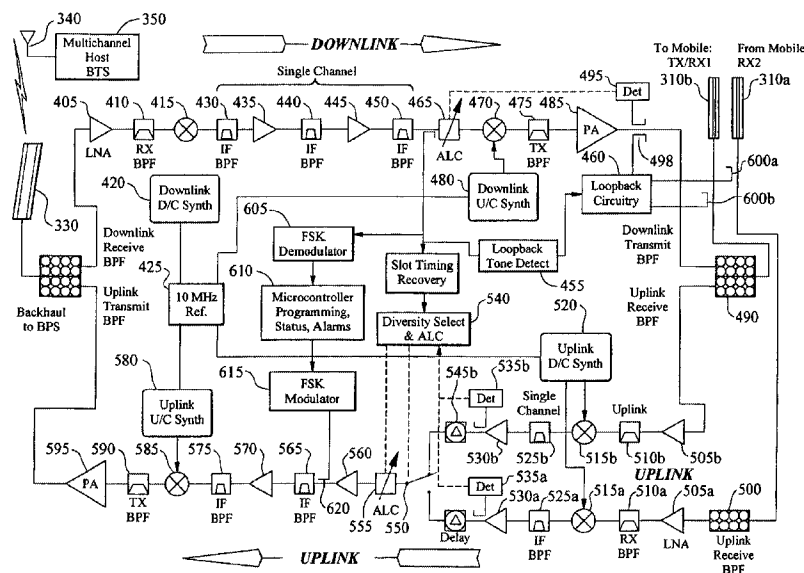 340
350
Multichannel
Host
BTS
DOWNLINK
To Mobile:
TX/RX1
310b
From Mobile
RX2
310a
Single Channel
405
410
415
430
435
440
445
450
465
470
475
485
495
Det
LNA
RX
BPF
IF
BPF
IF
BPF
IF
BPF
ALC
TX
BPF
PA
460
498
600a
600b
Loopback
Circuitry
330
420
Downlink
D/C Synth
480
Downlink
U/C Synth
605
FSK
Demodulator
Downlink
Receive
BPF
Uplink
Transmit
BPF
Backhaul
to BPS
425
10 MHz
Ref.
610
Microcontroller
Programming,
Status, Alarms
Slot Timing
Recovery
Loopback
Tone Detect
455
Downlink
Transmit
BPF
Uplink
Receive
BPF
490
540
Diversity Select
& ALC
520
Uplink
D/C Synth
580
Uplink
U/C Synth
615
FSK
Modulator
535b
Det
545b
Single
Channel
Uplink
530b
525b
515b
510b
505b
UPLINK
595
590
585
575
570
565
560
PA
TX
BPF
IF
BPF
IF
BPF
620
555
ALC
550
535a
Det
530a
525a
515a
510a
505a
500
Delay
IF
BPF
RX
BPF
LNA
Uplink
Receive
BPF
UPLINK